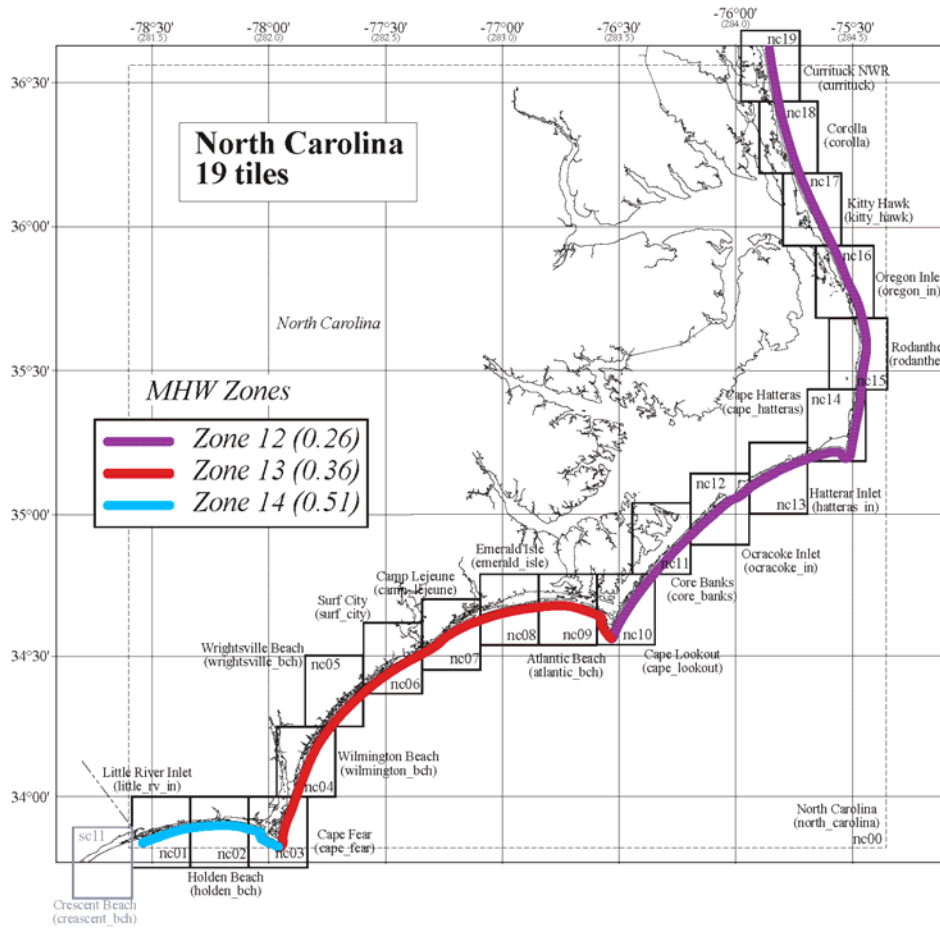 -78°30'
(281.5)
-78°00'
(282.0)
-77°30'
(282.5)
-77°00'
(283.0)
-76°30'
(283.5)
-76°00'
(284.0)
-75°30'
(284.5)
36°30'
36°00'
35°30'
35°00'
34°30'
34°00'
North Carolina
19 tiles
North Carolina
MHW Zones
Zone 12 (0.26)
Zone 13 (0.36)
Zone 14 (0.51)
nc19
Currituck NWR
(currituck)
nc18
Corolla
(corolla)
nc17
Kitty Hawk
(kitty_hawk)
nc16
Oregon Inlet
(oregon_in)
Rodanthe
(rodanthe
nc15
Cape Hatteras
(cape_hatteras)
nc14
Hatterar Inlet
(hatteras_in)
nc13
nc12
Ocracoke Inlet
(ocracoke_in)
nc11
Core Banks
(core_banks)
nc10
Cape Lookout
(cape_lookout)
Emerald Isle
(emerald_isle)
nc09
Atlantic Beach
(atlantic_bch)
nc08
Camp Lejeune
(camp_lejeune)
nc07
Surf City
(surf_city)
nc06
Wrightsville Beach
(wrightsville_bch)
nc05
Wilmington Beach
(wilmington_bch)
nc04
Little River Inlet
(little_rv_in)
Cape Fear
(cape_fear)
nc03
nc02
nc01
Holden Beach
(holden_bch)
sc11
Crescent Beach
(creascent_bch)
North Carolina
(north_carolina)
nc00